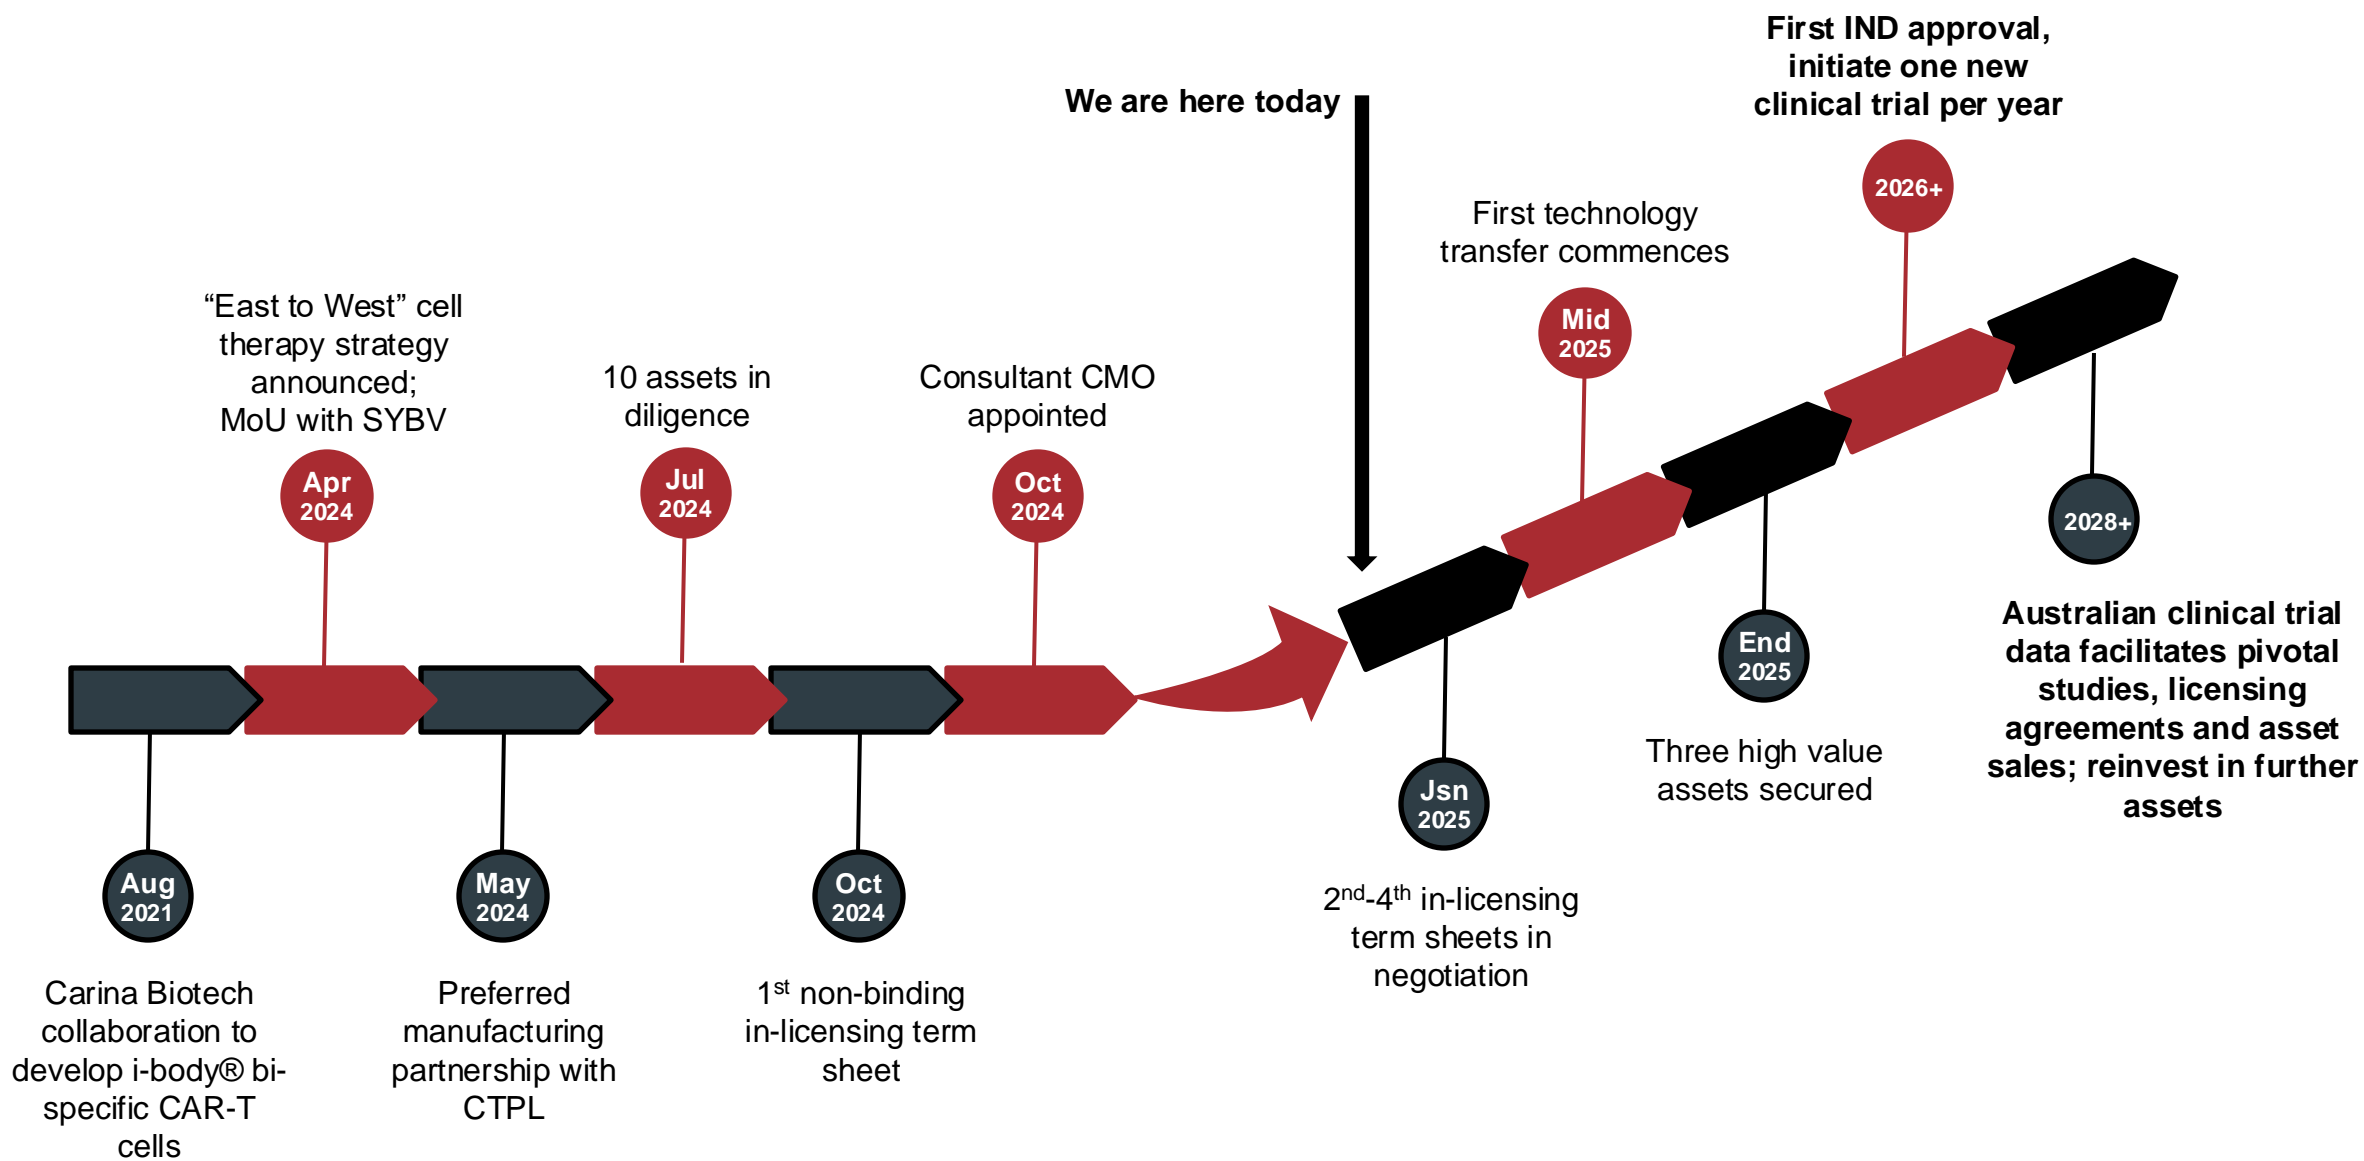 First IND approval,
initiate one new
clinical trial per year
We are here today
2026+
First technology
transfer commences
Mid
2025
“East to West” cell
therapy strategy
announced;
MoU with SYBV
10 assets in
diligence
Consultant CMO
appointed
Apr
2024
Jul
2024
Oct
2024
2028+
Australian clinical trial
data facilitates pivotal
studies, licensing
agreements and asset
sales; reinvest in further
assets
End
2025
Three high value
assets secured
Jsn
2025
2nd-4th in-licensing
term sheets in
negotiation
Aug
2021
May
2024
Oct
2024
Carina Biotech
collaboration to
develop i-body® bi-
specific CAR-T
cells
Preferred
manufacturing
partnership with
CTPL
1st non-binding
in-licensing term
sheet